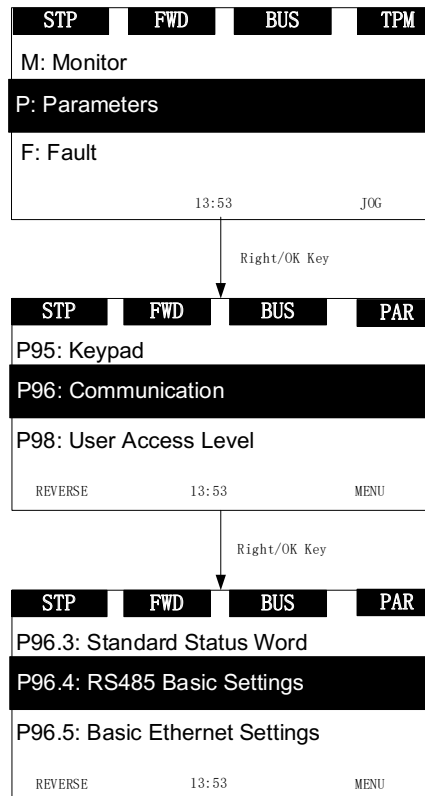 STP FWD BUS TPM
M: Monitor
P: Parameters
F: Fault
13:53 JOG
Right/OK Key
STP FWD BUS PAR
P95: Keypad
P96: Communication
P98: User Access Level
REVERSE 13:53 MENU
Right/OK Key
STP FWD BUS PAR
P96.3: Standard Status Word
P96.4: RS485 Basic Settings
P96.5: Basic Ethernet Settings
REVERSE 13:53 MENU